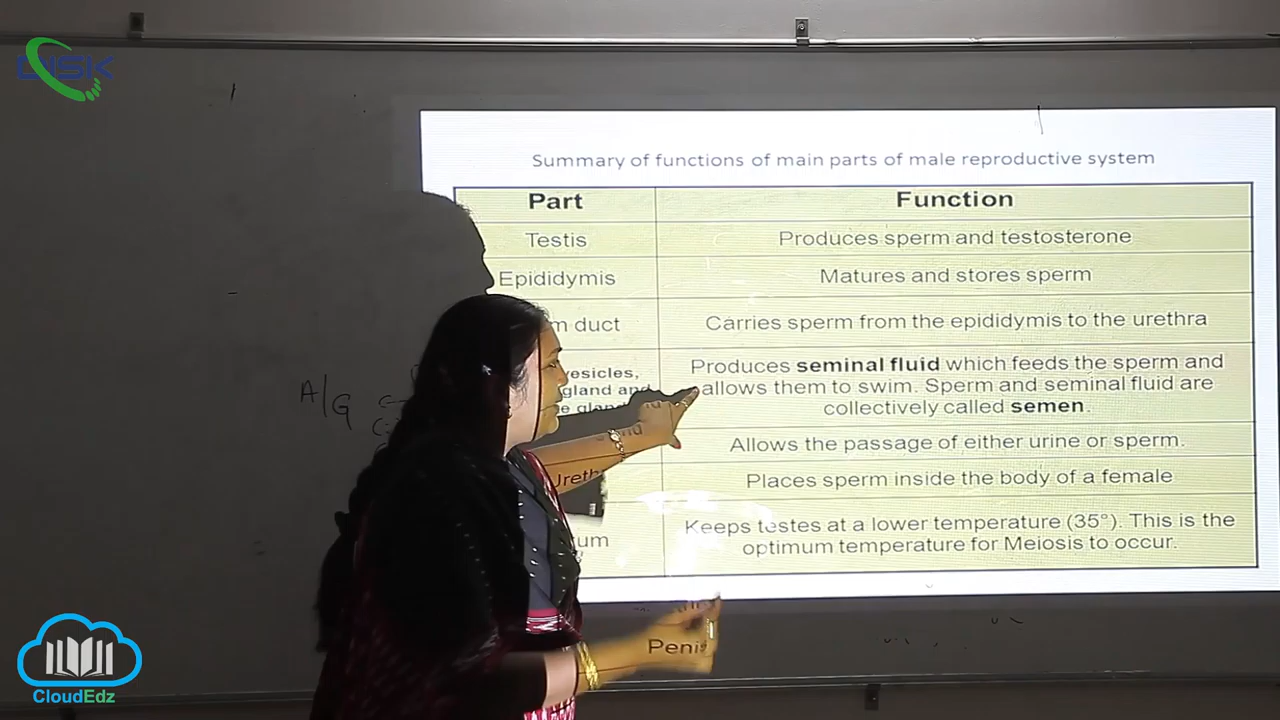 Summary of functions of main parts of male reproductive system
Part Function
Testis Produces sperm and testosterone
Epididymis Matures and stores sperm
duct Carries sperm from the epididymis to the urethra
Produces seminal fluid which feeds the sperm and
gland and allows them to swim. Sperm and seminal fluid are
collectively called semen.
Allows the passage of either urine or sperm.
Places sperm inside the body of a female
Keeps testes at a lower temperature (35°). This is the
optimum temperature for Meiosis to occur.
Penis
A/G
CloudEdz